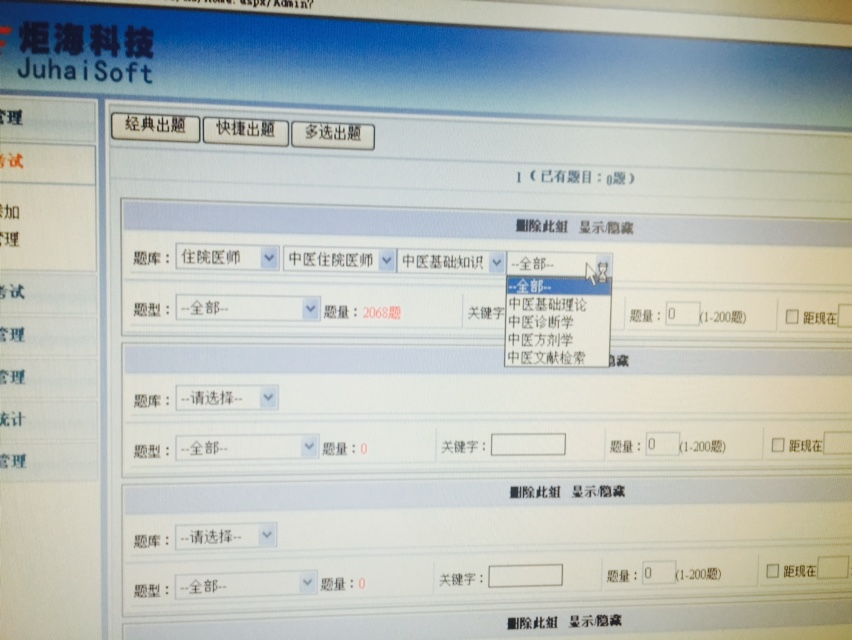 /Home.aspx/Admin?
炬海科技
JuhaiSoft
管理
考试
添加
管理
考试
管理
管理
统计
管理
经典出题 快捷出题 多选出题
1（已有题目：0题）
删除此组 显示/隐藏
题库： 住院医师 中医住院医师 中医基础知识 --全部--
--全部--
中医基础理论
中医诊断学
中医方剂学
中医文献检索
题型： --全部-- 题量：2068题 关键字 题量： 0 (1-200题) 距现在
隐藏
题库： --请选择--
题型： --全部-- 题量：0 关键字： 题量： 0 (1-200题) 距现在
删除此组 显示/隐藏
题库： --请选择--
题型： --全部-- 题量：0 关键字： 题量： 0 (1-200题) 距现在
删除此组 显示/隐藏